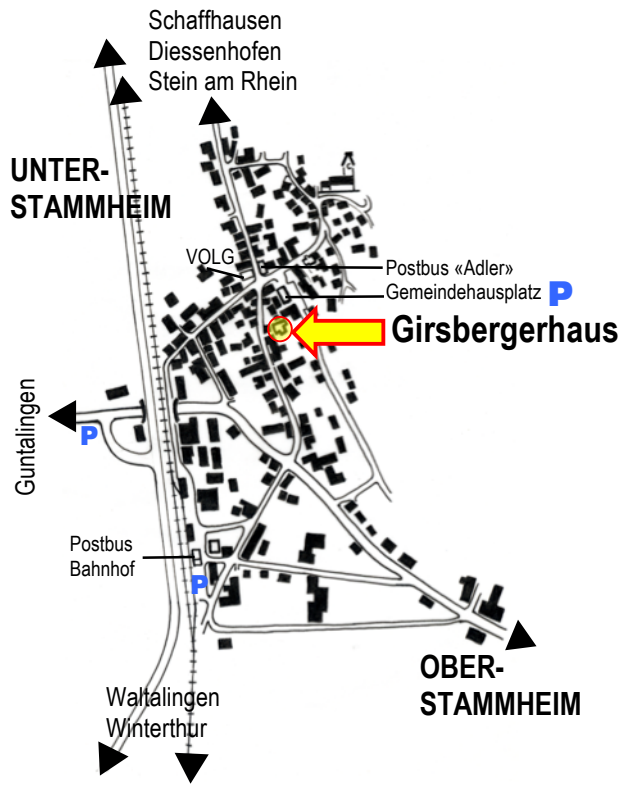 Schaffhausen
Diessenhofen
Stein am Rhein
UNTER-
STAMMHEIM
VOLG
Postbus «Adler»
Gemeindehausplatz P
Girsbergerhaus
Guntalingen
P
Postbus
Bahnhof
P
OBER-
STAMMHEIM
Waltalingen
Winterthur